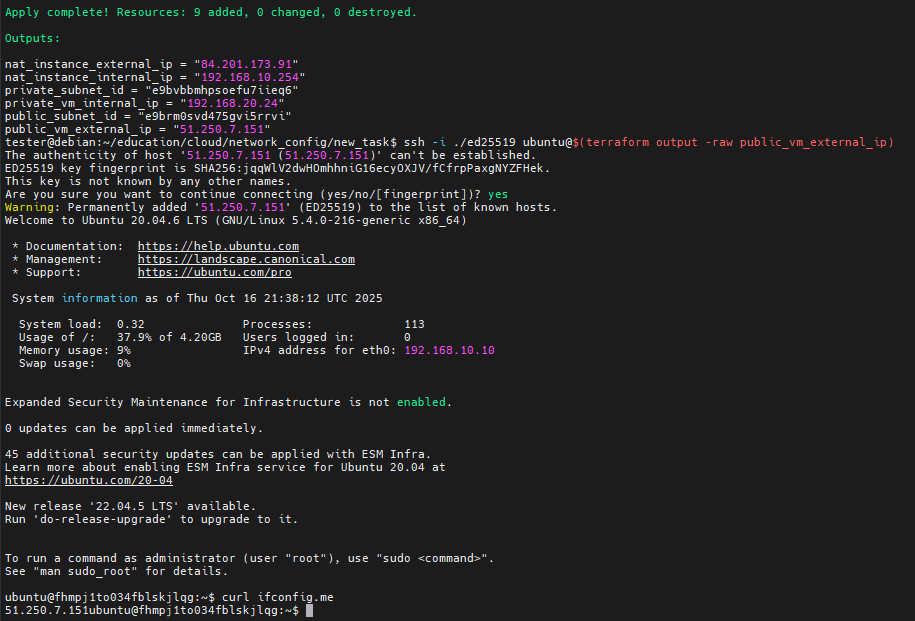 Apply complete! Resources: 9 added, 0 changed, 0 destroyed.
Outputs:
nat_instance_external_ip = "84.201.173.91"
nat_instance_internal_ip = "192.168.10.254"
private_subnet_id = "e9bvbbmhpsoefu7iieq6"
private_vm_internal_ip = "192.168.20.24"
public_subnet_id = "e9brm0svd475gvi5rrvi"
public_vm_external_ip = "51.250.7.151"
tester@debian:~/education/cloud/network_config/new_task$ ssh -i ./ed25519 ubuntu@$(terraform output -raw public_vm_external_ip)
The authenticity of host '51.250.7.151 (51.250.7.151)' can't be established.
ED25519 key fingerprint is SHA256:jqqWlV2dwHOmhhniG16ecyOXJV/fCfrpPaxgNYZFHek.
This key is not known by any other names.
Are you sure you want to continue connecting (yes/no/[fingerprint])? yes
Warning: Permanently added '51.250.7.151' (ED25519) to the list of known hosts.
Welcome to Ubuntu 20.04.6 LTS (GNU/Linux 5.4.0-216-generic x86_64)
* Documentation: https://help.ubuntu.com
* Management: https://landscape.canonical.com
* Support: https://ubuntu.com/pro
System information as of Thu Oct 16 21:38:12 UTC 2025
System load: 0.32 Processes: 113
Usage of /: 37.9% of 4.20GB Users logged in: 0
Memory usage: 9% IPv4 address for eth0: 192.168.10.10
Swap usage: 0%
Expanded Security Maintenance for Infrastructure is not enabled.
0 updates can be applied immediately.
45 additional security updates can be applied with ESM Infra.
Learn more about enabling ESM Infra service for Ubuntu 20.04 at
https://ubuntu.com/20-04
New release '22.04.5 LTS' available.
Run 'do-release-upgrade' to upgrade to it.
To run a command as administrator (user "root"), use "sudo <command>".
See "man sudo_root" for details.
ubuntu@fhmpj1to034fblskjlqg:~$ curl ifconfig.me
51.250.7.151ubuntu@fhmpj1to034fblskjlqg:~$